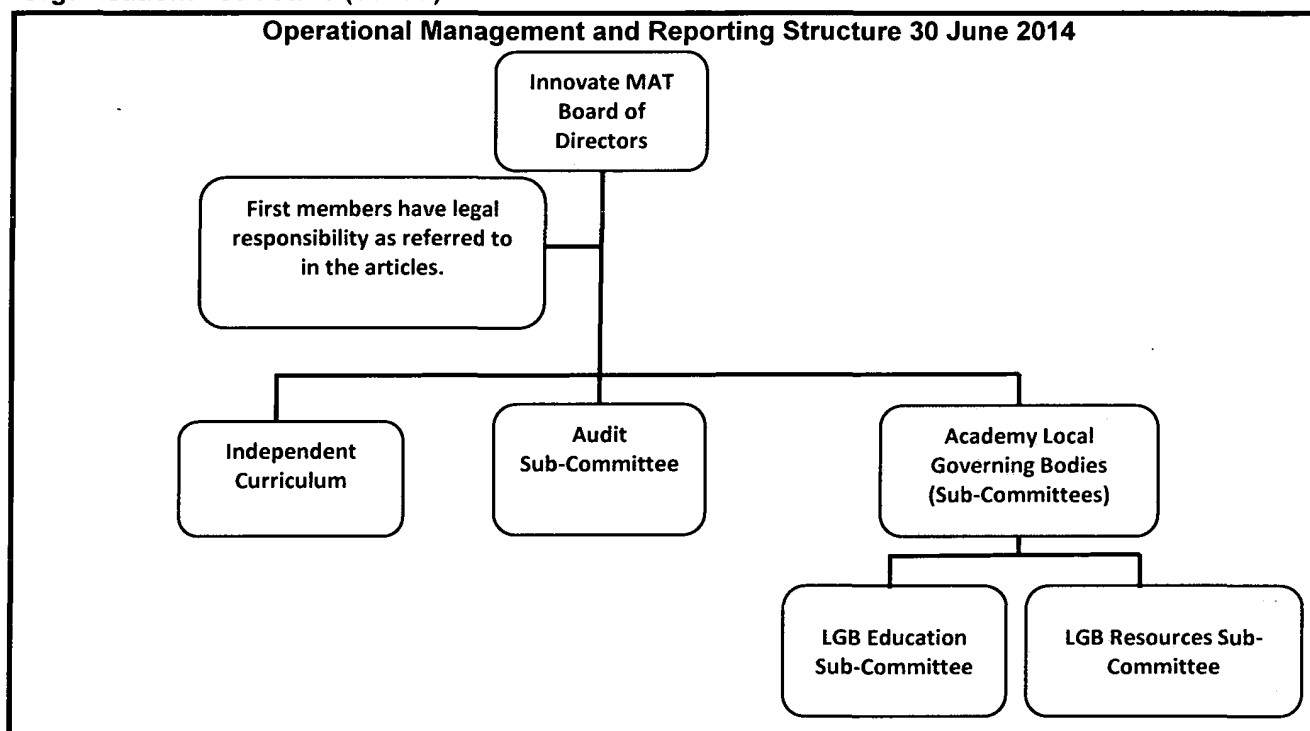 Operational Management and Reporting Structure 30 June 2014
Innovate MAT
Board of
Directors
First members have legal
responsibility as referred to
in the articles.
Independent
Curriculum
Audit
Sub-Committee
Academy Local
Governing Bodies
(Sub-Committees)
LGB Education
Sub-Committee
LGB Resources Sub-
Committee